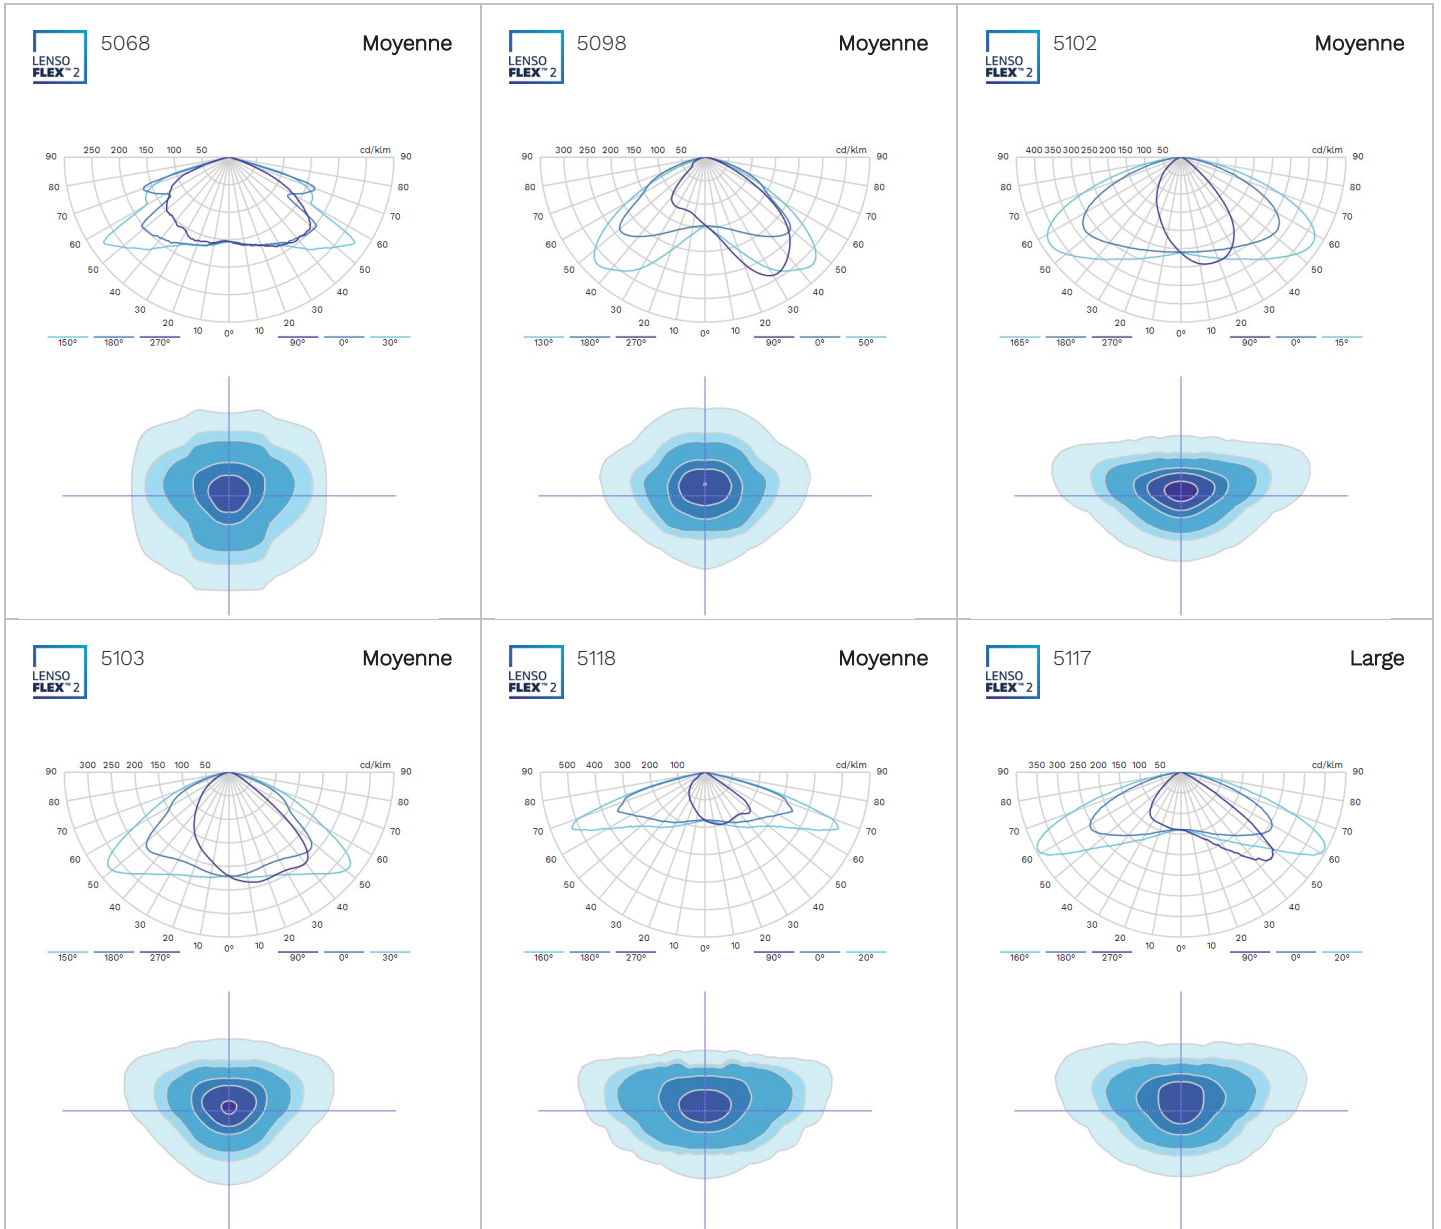 LENSO
FLEX™ 2
5068
Moyenne
90 250 200 150 100 50 cd/klm 90
80 80
70 70
60 60
50 50
40 40
30 30
20 10 0° 10 20
150° 180° 270° 90° 0° 30°
LENSO
FLEX™ 2
5098
Moyenne
90 300 250 200 150 100 50 cd/klm 90
80 80
70 70
60 60
50 50
40 40
30 30
20 10 0° 10 20
130° 180° 270° 90° 0° 50°
LENSO
FLEX™ 2
5102
Moyenne
90 400 350 300 250 200 150 100 50 cd/klm 90
80 80
70 70
60 60
50 50
40 40
30 30
20 10 0° 10 20
165° 180° 270° 90° 0° 15°
LENSO
FLEX™ 2
5103
Moyenne
90 300 250 200 150 100 50 cd/klm 90
80 80
70 70
60 60
50 50
40 40
30 30
20 10 0° 10 20
150° 180° 270° 90° 0° 30°
LENSO
FLEX™ 2
5118
Moyenne
90 500 400 300 200 100 cd/klm 90
80 80
70 70
60 60
50 50
40 40
30 30
20 10 0° 10 20
160° 180° 270° 90° 0° 20°
LENSO
FLEX™ 2
5117
Large
90 350 300 250 200 150 100 50 cd/klm 90
80 80
70 70
60 60
50 50
40 40
30 30
20 10 0° 10 20
160° 180° 270° 90° 0° 20°